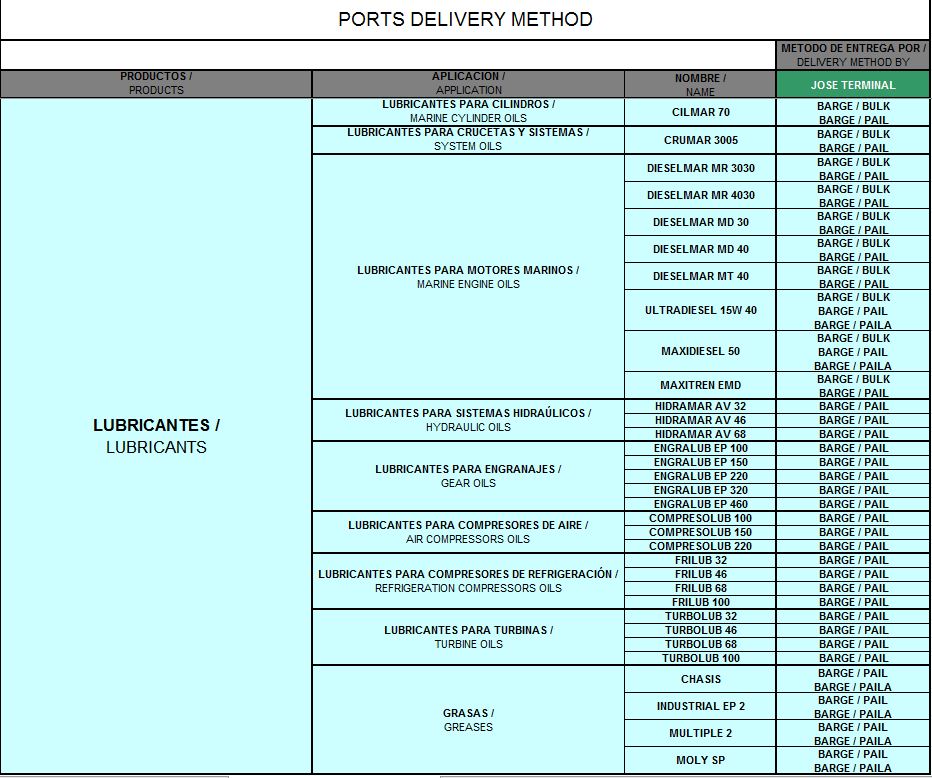 PORTS DELIVERY METHOD
METODO DE ENTREGA POR /
DELIVERY METHOD BY
PRODUCTOS /
PRODUCTS
APLICACION /
APPLICATION
NOMBRE /
NAME
JOSE TERMINAL
LUBRICANTES /
LUBRICANTS
LUBRICANTES PARA CILINDROS /
MARINE CYLINDER OILS
CILMAR 70
BARGE / BULK
BARGE / PAIL
LUBRICANTES PARA CRUCETAS Y SISTEMAS /
SYSTEM OILS
CRUMAR 3005
BARGE / BULK
BARGE / PAIL
LUBRICANTES PARA MOTORES MARINOS /
MARINE ENGINE OILS
DIESELMAR MR 3030
BARGE / BULK
BARGE / PAIL
DIESELMAR MR 4030
BARGE / BULK
BARGE / PAIL
DIESELMAR MD 30
BARGE / BULK
BARGE / PAIL
DIESELMAR MD 40
BARGE / BULK
BARGE / PAIL
DIESELMAR MT 40
BARGE / BULK
BARGE / PAIL
ULTRADIESEL 15W 40
BARGE / BULK
BARGE / PAIL
BARGE / PAILA
MAXIDIESEL 50
BARGE / BULK
BARGE / PAIL
BARGE / PAILA
MAXITREN EMD
BARGE / BULK
BARGE / PAIL
LUBRICANTES PARA SISTEMAS HIDRAÚLICOS /
HYDRAULIC OILS
HIDRAMAR AV 32
BARGE / PAIL
HIDRAMAR AV 46
BARGE / PAIL
HIDRAMAR AV 68
BARGE / PAIL
LUBRICANTES PARA ENGRANAJES /
GEAR OILS
ENGRALUB EP 100
BARGE / PAIL
ENGRALUB EP 150
BARGE / PAIL
ENGRALUB EP 220
BARGE / PAIL
ENGRALUB EP 320
BARGE / PAIL
ENGRALUB EP 460
BARGE / PAIL
LUBRICANTES PARA COMPRESORES DE AIRE /
AIR COMPRESSORS OILS
COMPRESOLUB 100
BARGE / PAIL
COMPRESOLUB 150
BARGE / PAIL
COMPRESOLUB 220
BARGE / PAIL
LUBRICANTES PARA COMPRESORES DE REFRIGERACIÓN /
REFRIGERATION COMPRESSORS OILS
FRILUB 32
BARGE / PAIL
FRILUB 46
BARGE / PAIL
FRILUB 68
BARGE / PAIL
FRILUB 100
BARGE / PAIL
LUBRICANTES PARA TURBINAS /
TURBINE OILS
TURBOLUB 32
BARGE / PAIL
TURBOLUB 46
BARGE / PAIL
TURBOLUB 68
BARGE / PAIL
TURBOLUB 100
BARGE / PAIL
GRASAS /
GREASES
CHASIS
BARGE / PAIL
BARGE / PAILA
INDUSTRIAL EP 2
BARGE / PAIL
BARGE / PAILA
MULTIPLE 2
BARGE / PAIL
BARGE / PAILA
MOLY SP
BARGE / PAIL
BARGE / PAILA